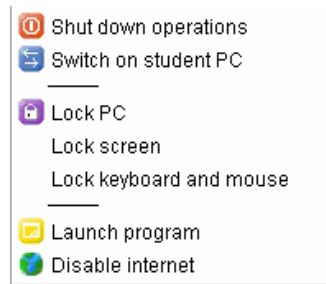 Shut down operations
Switch on student PC
Lock PC
Lock screen
Lock keyboard and mouse
Launch program
Disable internet